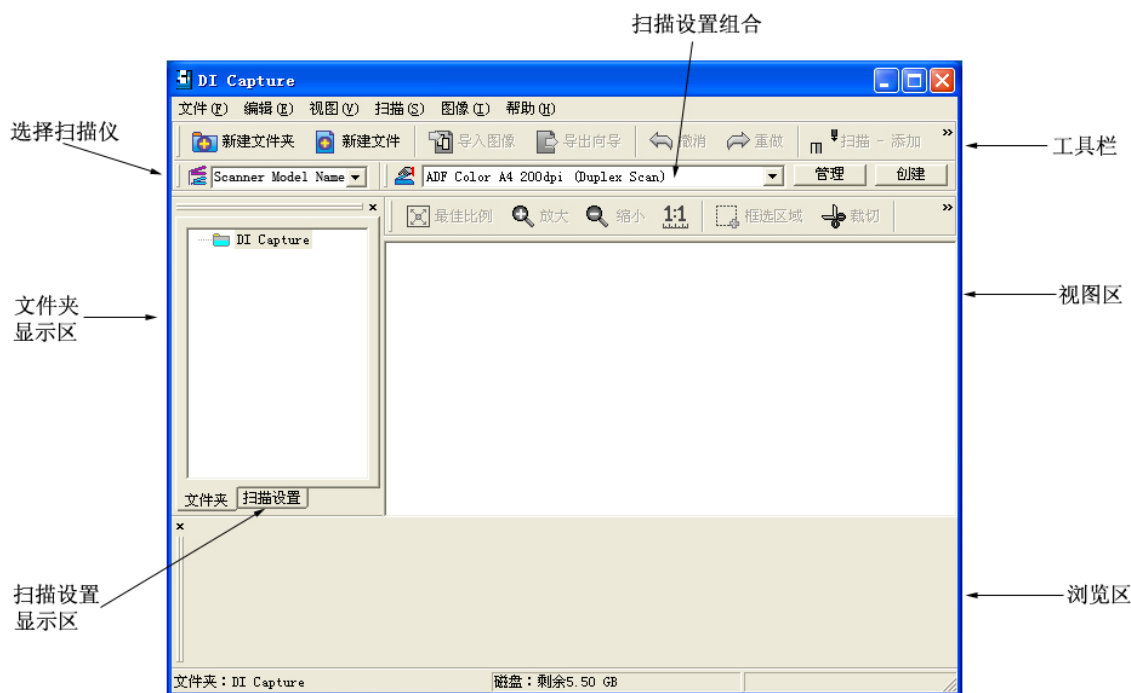 扫描设置组合
DI Capture
文件(F) 编辑(E) 视图(V) 扫描(S) 图像(I) 帮助(H)
选择扫描仪
新建文件夹 新建文件 导入图像 导出向导 撤消 重做 扫描 - 添加 »
工具栏
Scanner Model Name ADF Color A4 200dpi (Duplex Scan) 管理 创建
最佳比例 放大 缩小 1:1 框选区域 裁切 »
DI Capture
文件夹
显示区
视图区
文件夹 扫描设置
扫描设置
显示区
浏览区
文件夹：DI Capture 磁盘：剩余5.50 GB